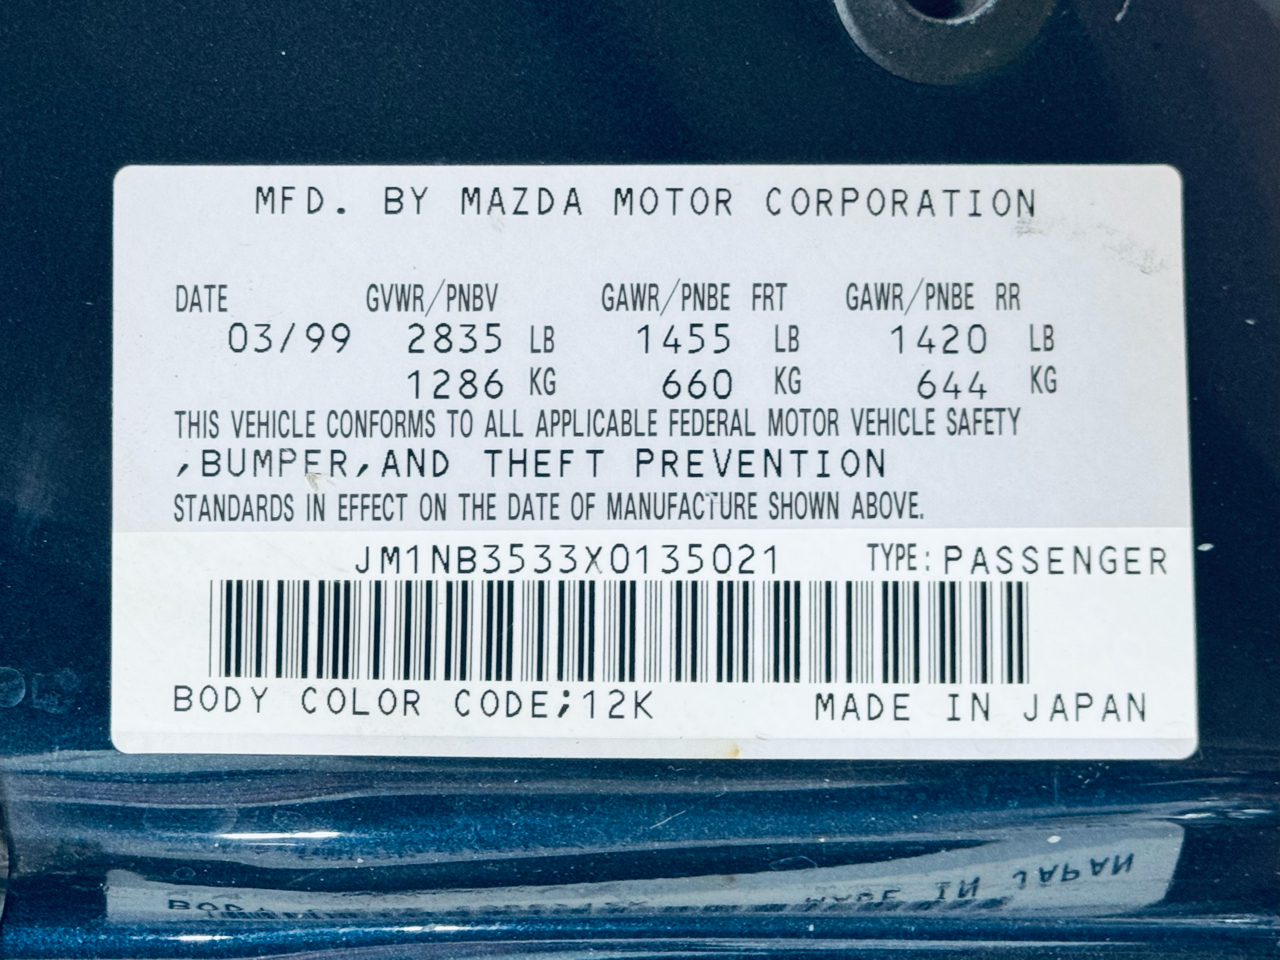 MFD. BY MAZDA MOTOR CORPORATION
DATE GVWR/PNBV GAWR/PNBE FRT GAWR/PNBE RR
03/99 2835 LB 1455 LB 1420 LB
1286 KG 660 KG 644 KG
THIS VEHICLE CONFORMS TO ALL APPLICABLE FEDERAL MOTOR VEHICLE SAFETY
,BUMPER,AND THEFT PREVENTION
STANDARDS IN EFFECT ON THE DATE OF MANUFACTURE SHOWN ABOVE.
JM1NB3533X0135021 TYPE: PASSENGER
BODY COLOR CODE;12K MADE IN JAPAN